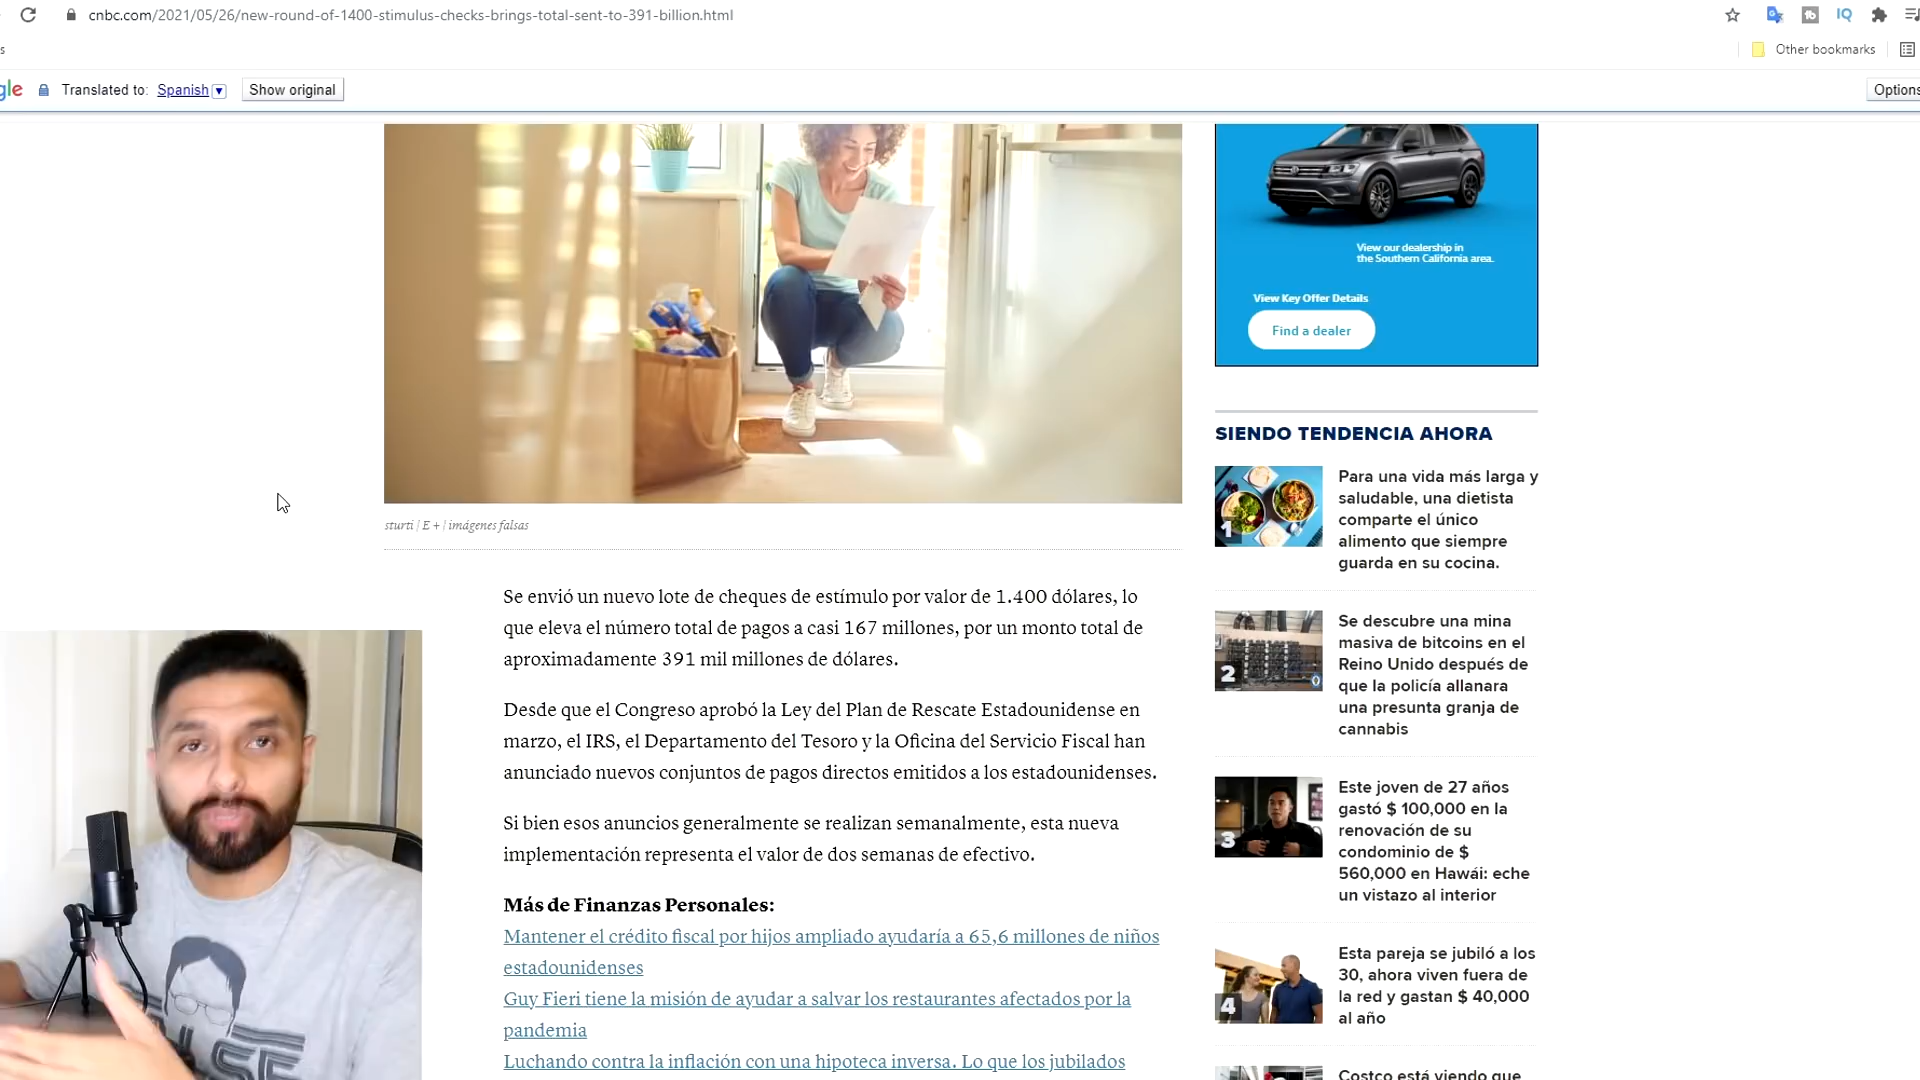 cnbc.com/2021/05/26/new-round-of-1400-stimulus-checks-brings-total-sent-to-391-billion.html
IQ
s
Other bookmarks
gle
Translated to: Spanish
Show original
Options
View our dealership in
the Southern California area.
View Key Offer Details
Find a dealer
sturti | E + | imágenes falsas
Se envió un nuevo lote de cheques de estímulo por valor de 1.400 dólares, lo
que eleva el número total de pagos a casi 167 millones, por un monto total de
aproximadamente 391 mil millones de dólares.
Desde que el Congreso aprobó la Ley del Plan de Rescate Estadounidense en
marzo, el IRS, el Departamento del Tesoro y la Oficina del Servicio Fiscal han
anunciado nuevos conjuntos de pagos directos emitidos a los estadounidenses.
Si bien esos anuncios generalmente se realizan semanalmente, esta nueva
implementación representa el valor de dos semanas de efectivo.
Más de Finanzas Personales:
Mantener el crédito fiscal por hijos ampliado ayudaría a 65,6 millones de niños
estadounidenses
Guy Fieri tiene la misión de ayudar a salvar los restaurantes afectados por la
pandemia
Luchando contra la inflación con una hipoteca inversa. Lo que los jubilados
SIENDO TENDENCIA AHORA
1
Para una vida más larga y
saludable, una dietista
comparte el único
alimento que siempre
guarda en su cocina.
2
Se descubre una mina
masiva de bitcoins en el
Reino Unido después de
que la policía allanara
una presunta granja de
cannabis
3
Este joven de 27 años
gastó $ 100,000 en la
renovación de su
condominio de $
560,000 en Hawái: eche
un vistazo al interior
4
Esta pareja se jubiló a los
30, ahora viven fuera de
la red y gastan $ 40,000
al año
Costco está viendo que